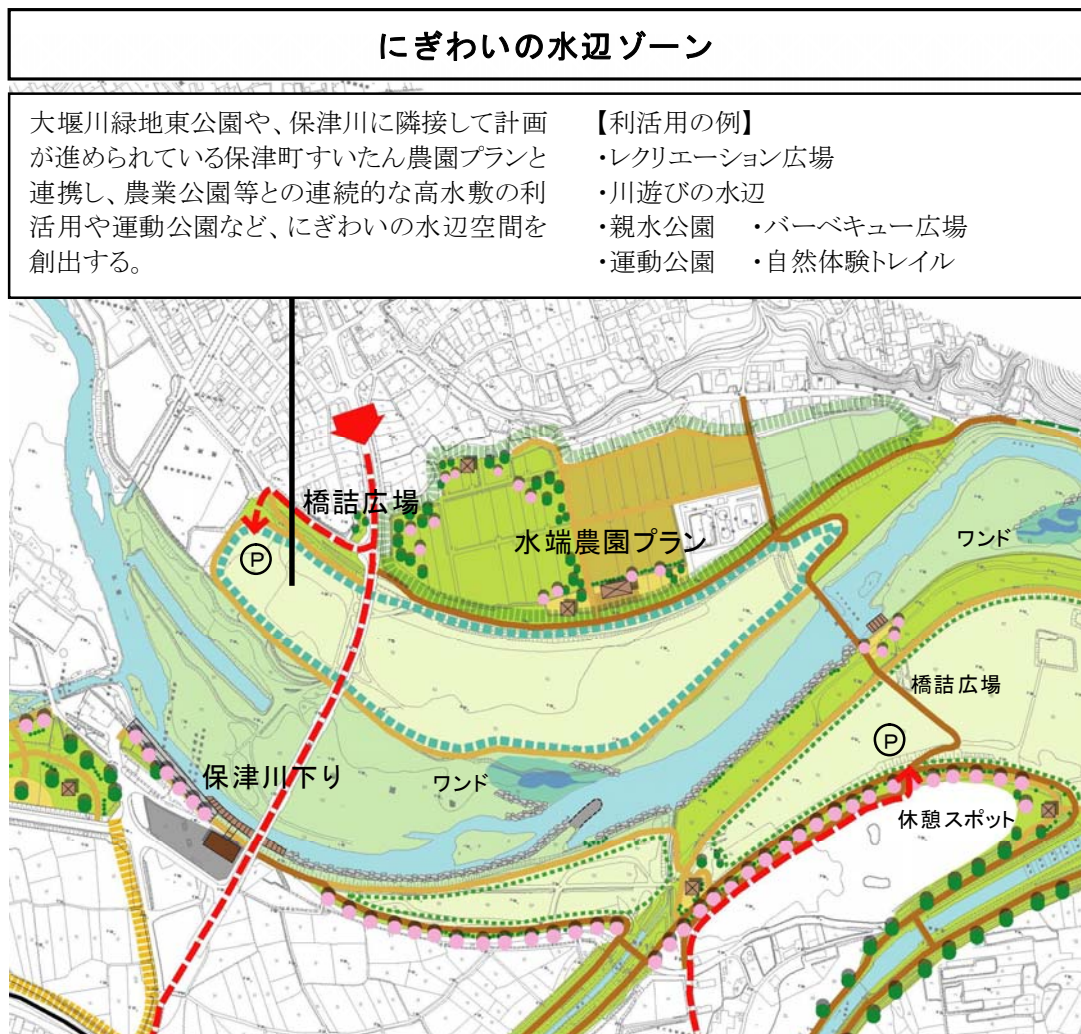 にぎわいの水辺ゾーン
大堰川緑地東公園や、保津川に隣接して計画
が進められている保津町すいたん農園プランと
連携し、農業公園等との連続的な高水敷の利
活用や運動公園など、にぎわいの水辺空間を
創出する。
【利活用の例】
・レクリエーション広場
・川遊びの水辺
・親水公園　・バーベキュー広場
・運動公園　・自然体験トレイル
橋詰広場
水端農園プラン
ワンド
P
橋詰広場
P
保津川下り
ワンド
休憩スポット